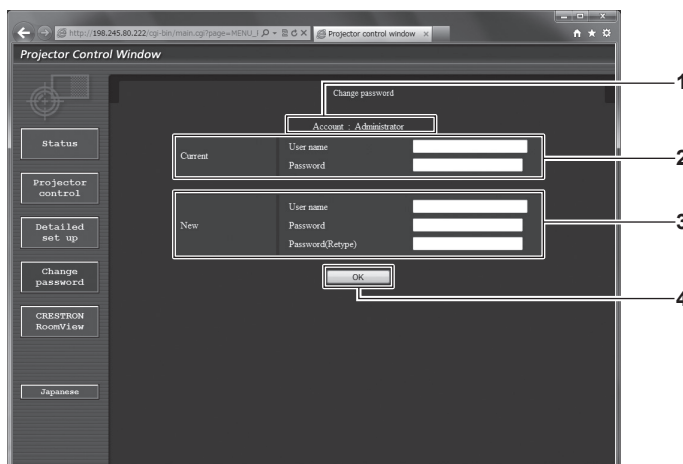 http://198.245.80.222/cgi-bin/main.cgi?page=MENU_I
Projector control window
Projector Control Window
Change password
1
Account : Administrator
Status
Current
User name
Password
2
Projector control
New
User name
Password
Password(Retype)
3
Detailed set up
OK
4
Change password
CRESTRON RoomView
Japanese